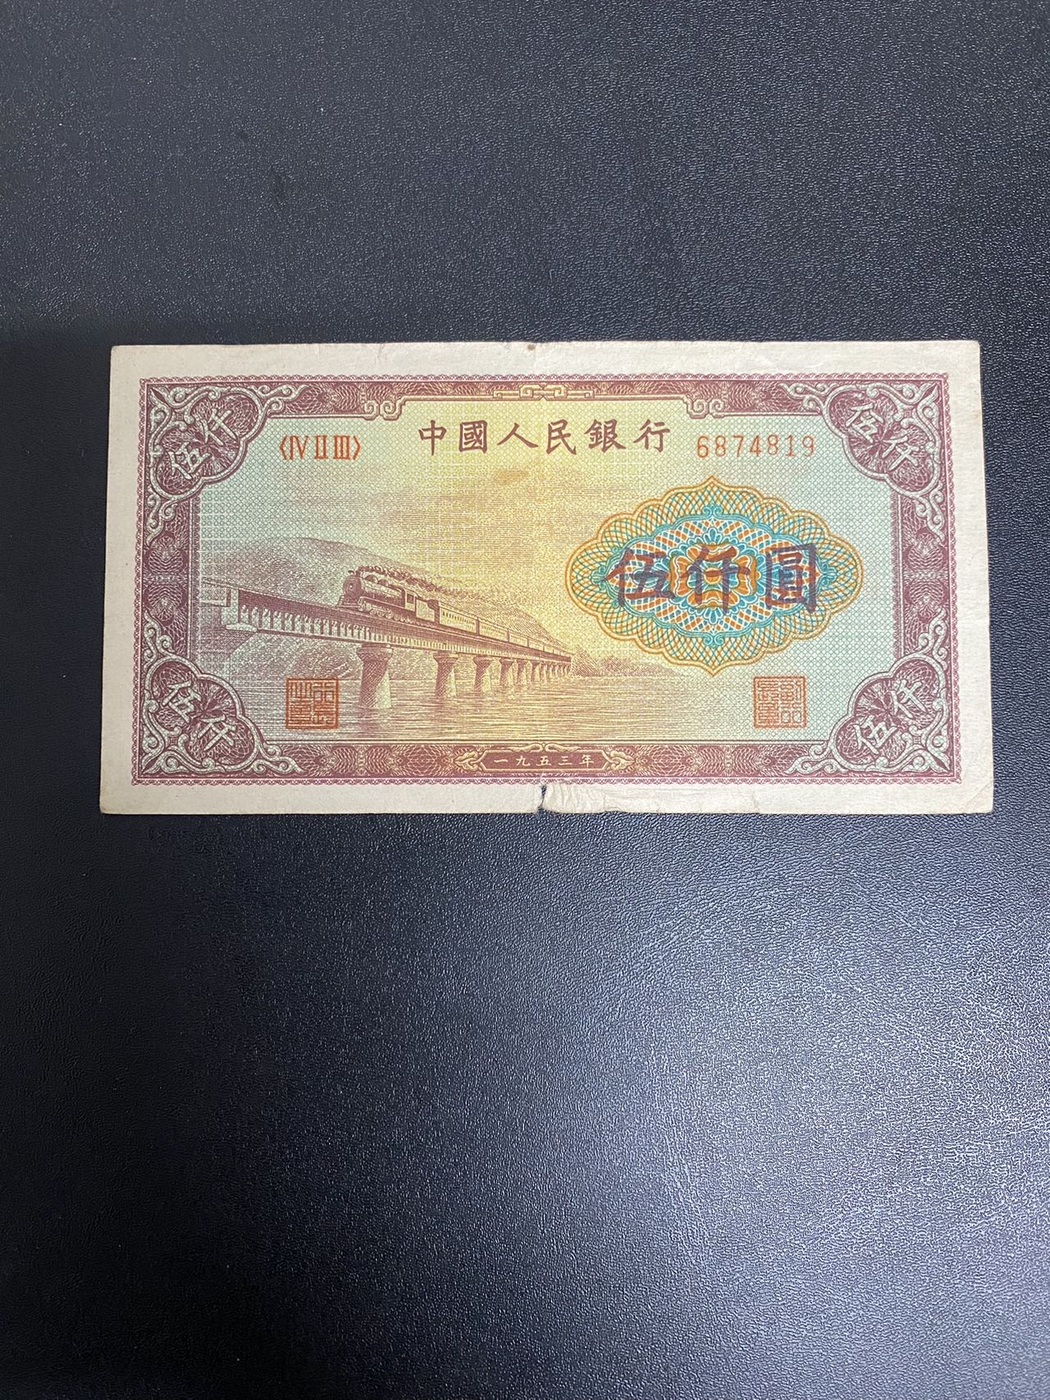 伍仟
伍仟
〈IV II III〉
中國人民銀行
6874819
伍仟圓
伍仟
伍仟
一九五三年